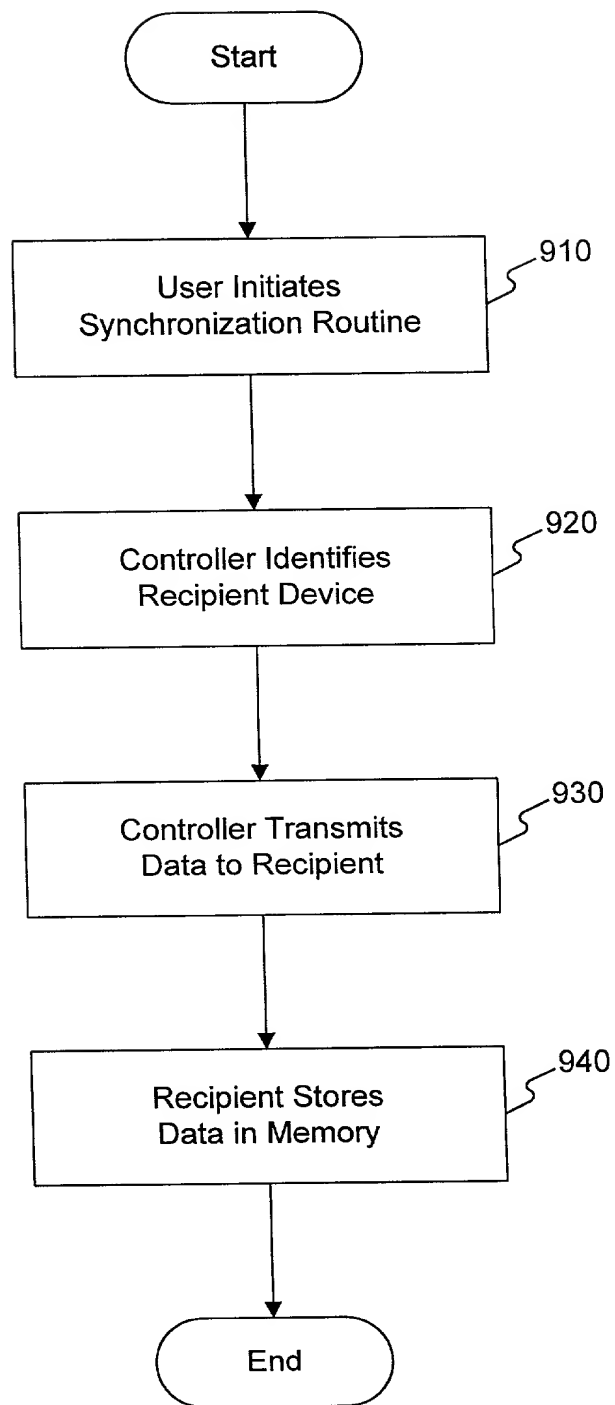 Start
User Initiates
Synchronization Routine
910
Controller Identifies
Recipient Device
920
Controller Transmits
Data to Recipient
930
Recipient Stores
Data in Memory
940
End